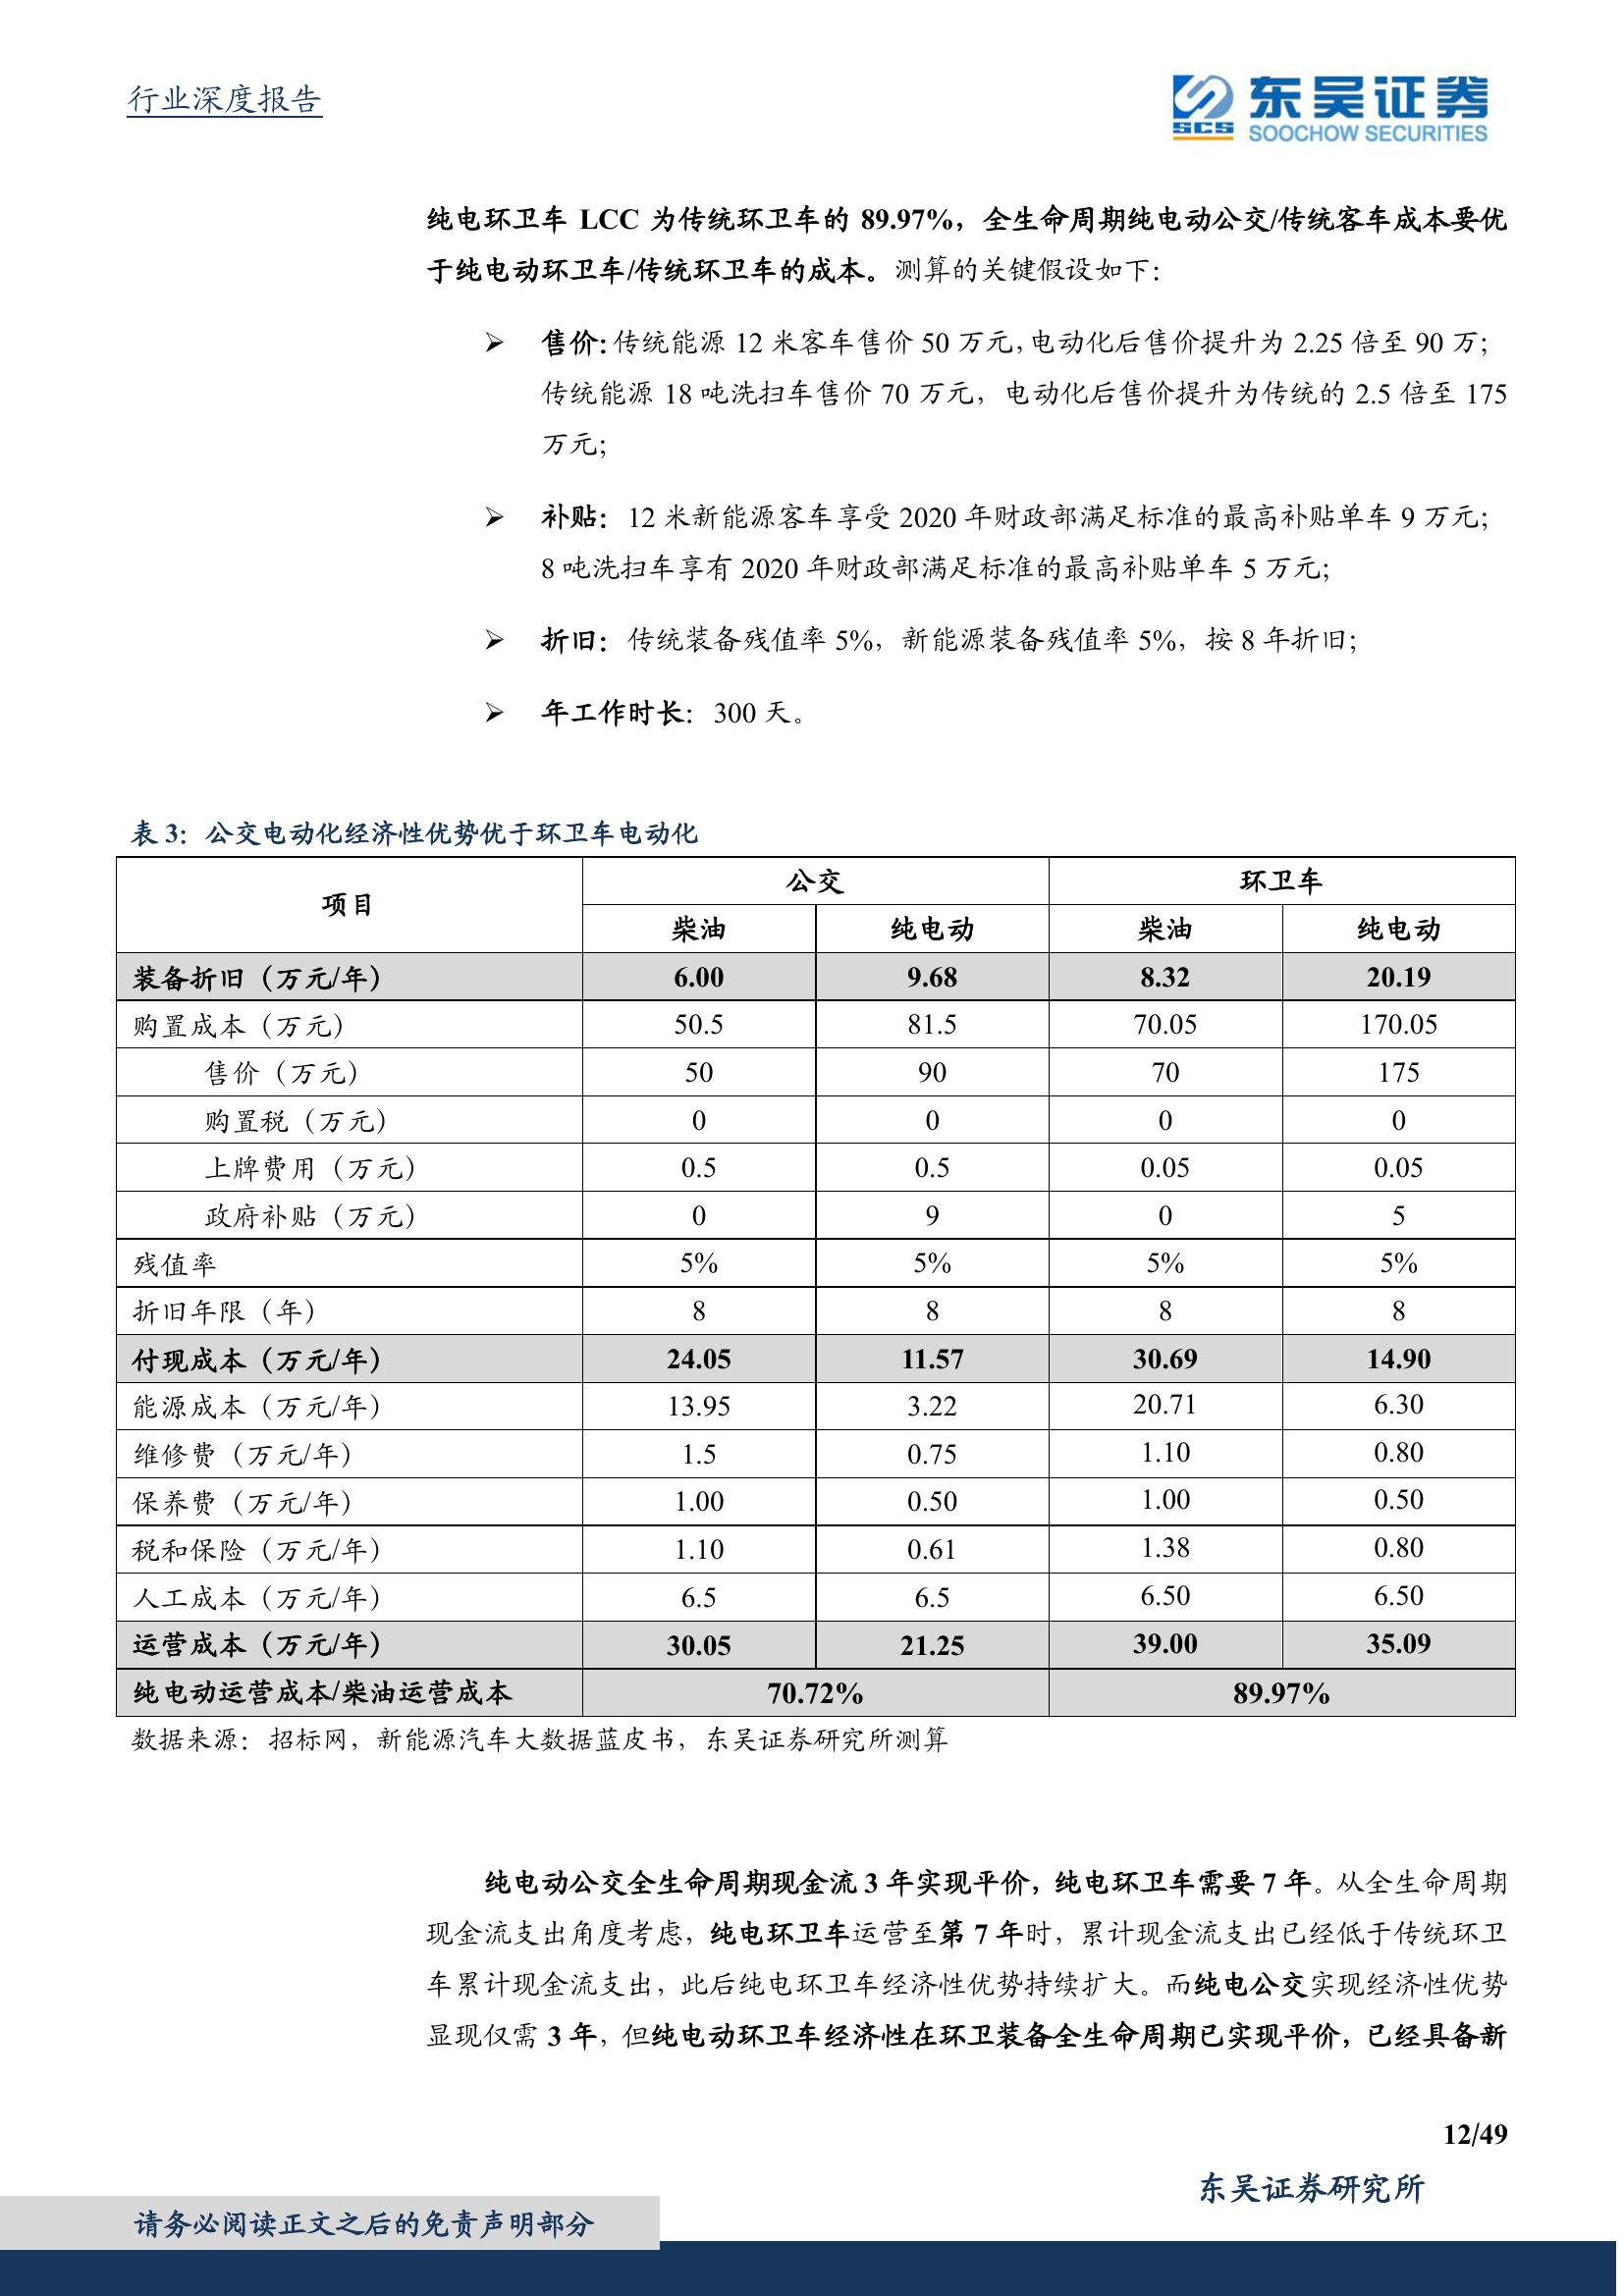 行业深度报告
SCS
东吴证券
SOOCHOW SECURITIES
纯电环卫车 LCC 为传统环卫车的 89.97%，全生命周期纯电动公交/传统客车成本要优
于纯电动环卫车/传统环卫车的成本。测算的关键假设如下：
➢ 售价：传统能源 12 米客车售价 50 万元，电动化后售价提升为 2.25 倍至 90 万；
传统能源 18 吨洗扫车售价 70 万元，电动化后售价提升为传统的 2.5 倍至 175
万元；
➢ 补贴：12 米新能源客车享受 2020 年财政部满足标准的最高补贴单车 9 万元；
8 吨洗扫车享有 2020 年财政部满足标准的最高补贴单车 5 万元；
➢ 折旧：传统装备残值率 5%，新能源装备残值率 5%，按 8 年折旧；
➢ 年工作时长：300 天。
表 3：公交电动化经济性优势优于环卫车电动化
项目 公交 环卫车
柴油 纯电动 柴油 纯电动
装备折旧（万元/年） 6.00 9.68 8.32 20.19
购置成本（万元） 50.5 81.5 70.05 170.05
售价（万元） 50 90 70 175
购置税（万元） 0 0 0 0
上牌费用（万元） 0.5 0.5 0.05 0.05
政府补贴（万元） 0 9 0 5
残值率 5% 5% 5% 5%
折旧年限（年） 8 8 8 8
付现成本（万元/年） 24.05 11.57 30.69 14.90
能源成本（万元/年） 13.95 3.22 20.71 6.30
维修费（万元/年） 1.5 0.75 1.10 0.80
保养费（万元/年） 1.00 0.50 1.00 0.50
税和保险（万元/年） 1.10 0.61 1.38 0.80
人工成本（万元/年） 6.5 6.5 6.50 6.50
运营成本（万元/年） 30.05 21.25 39.00 35.09
纯电动运营成本/柴油运营成本 70.72% 89.97%
数据来源：招标网，新能源汽车大数据蓝皮书，东吴证券研究所测算
纯电动公交全生命周期现金流 3 年实现平价，纯电环卫车需要 7 年。从全生命周期
现金流支出角度考虑，纯电环卫车运营至第 7 年时，累计现金流支出已经低于传统环卫
车累计现金流支出，此后纯电环卫车经济性优势持续扩大。而纯电公交实现经济性优势
显现仅需 3 年，但纯电动环卫车经济性在环卫装备全生命周期已实现平价，已经具备新
12/49
东吴证券研究所
请务必阅读正文之后的免责声明部分